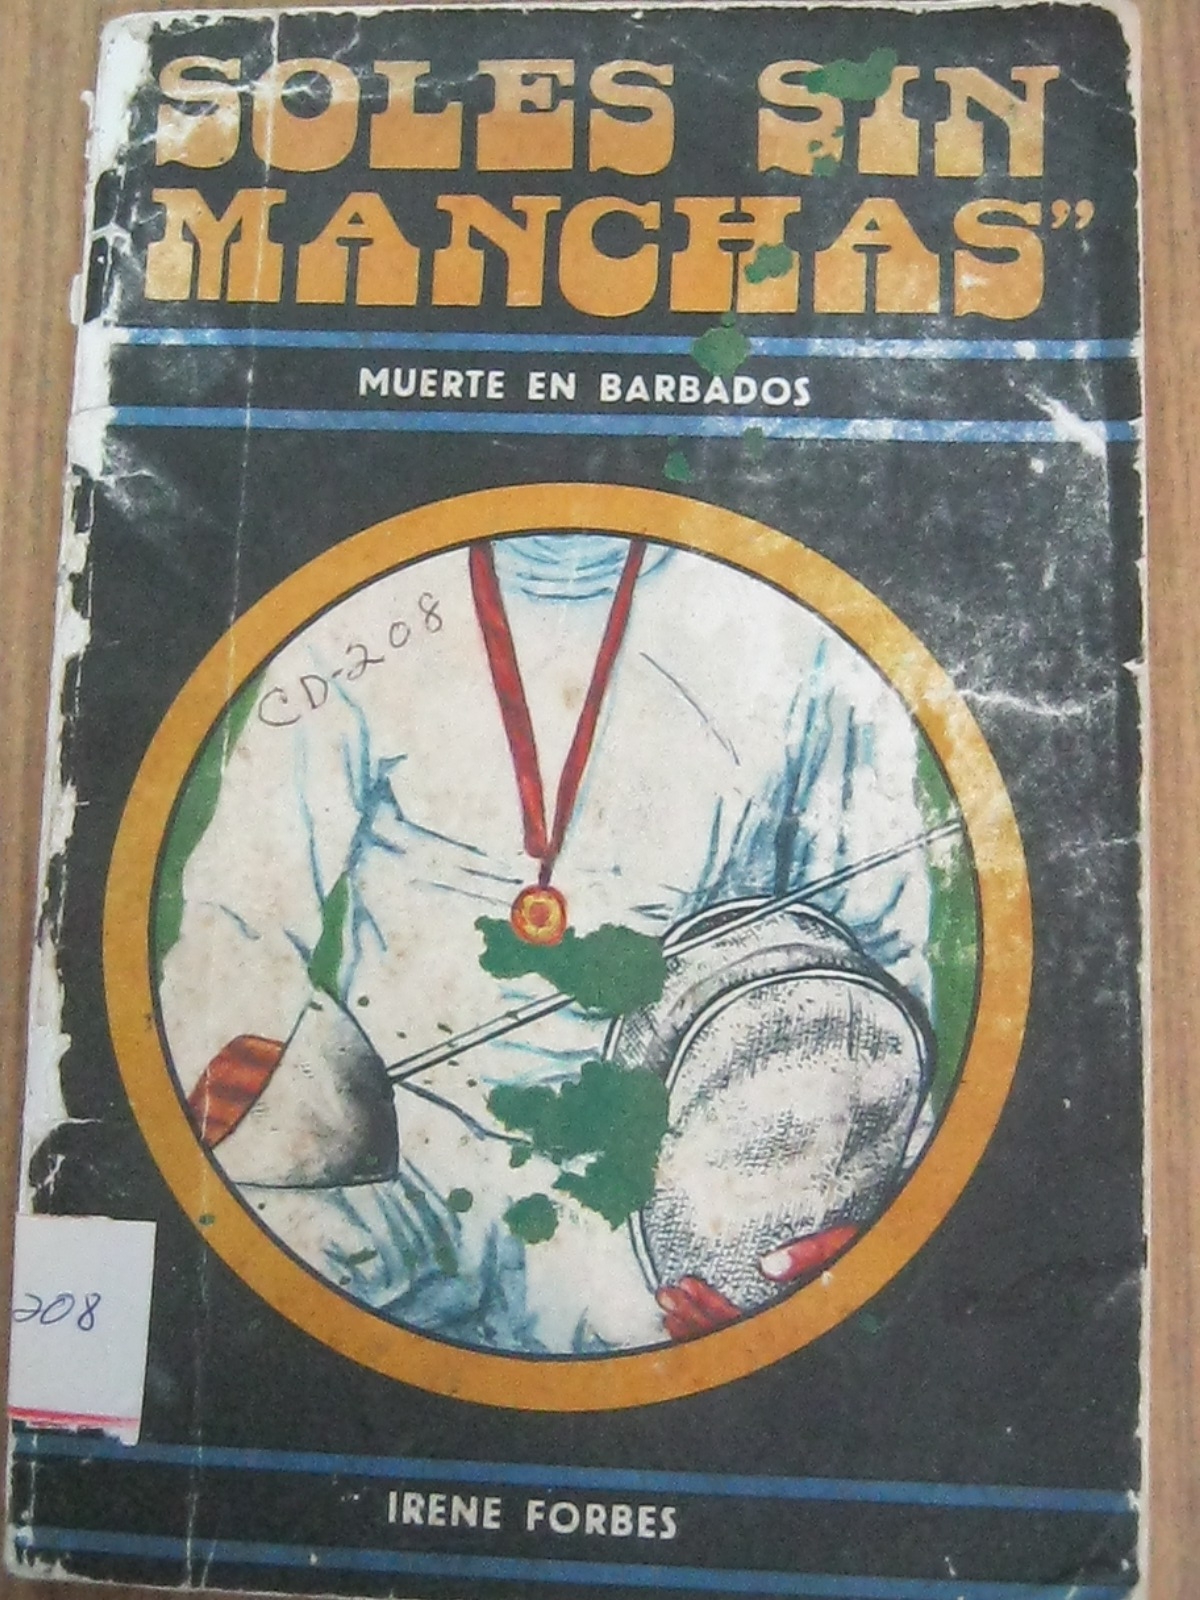 SOLES SIN
MANCHAS”
MUERTE EN BARBADOS
CD-208
208
IRENE FORBES